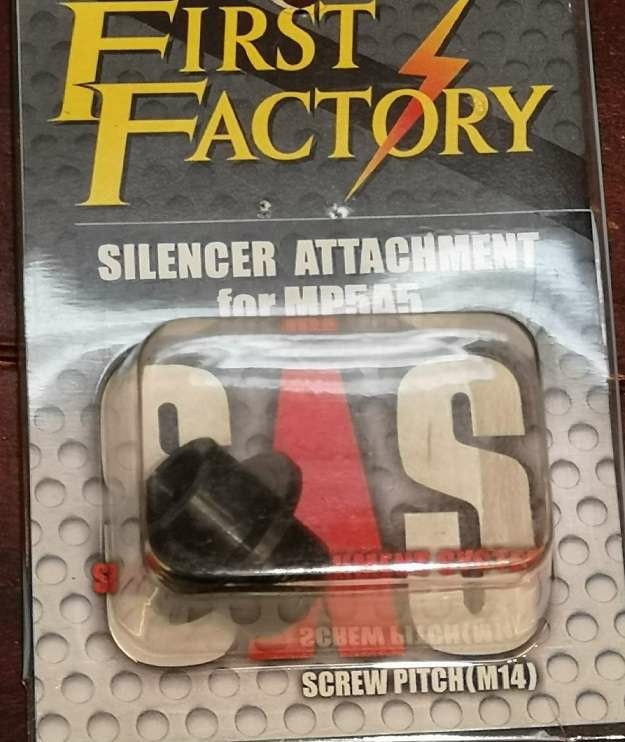 FIRST
FACTORY
SILENCER ATTACHMENT
for MP5A5
SAS
SCREW PITCH(M14)